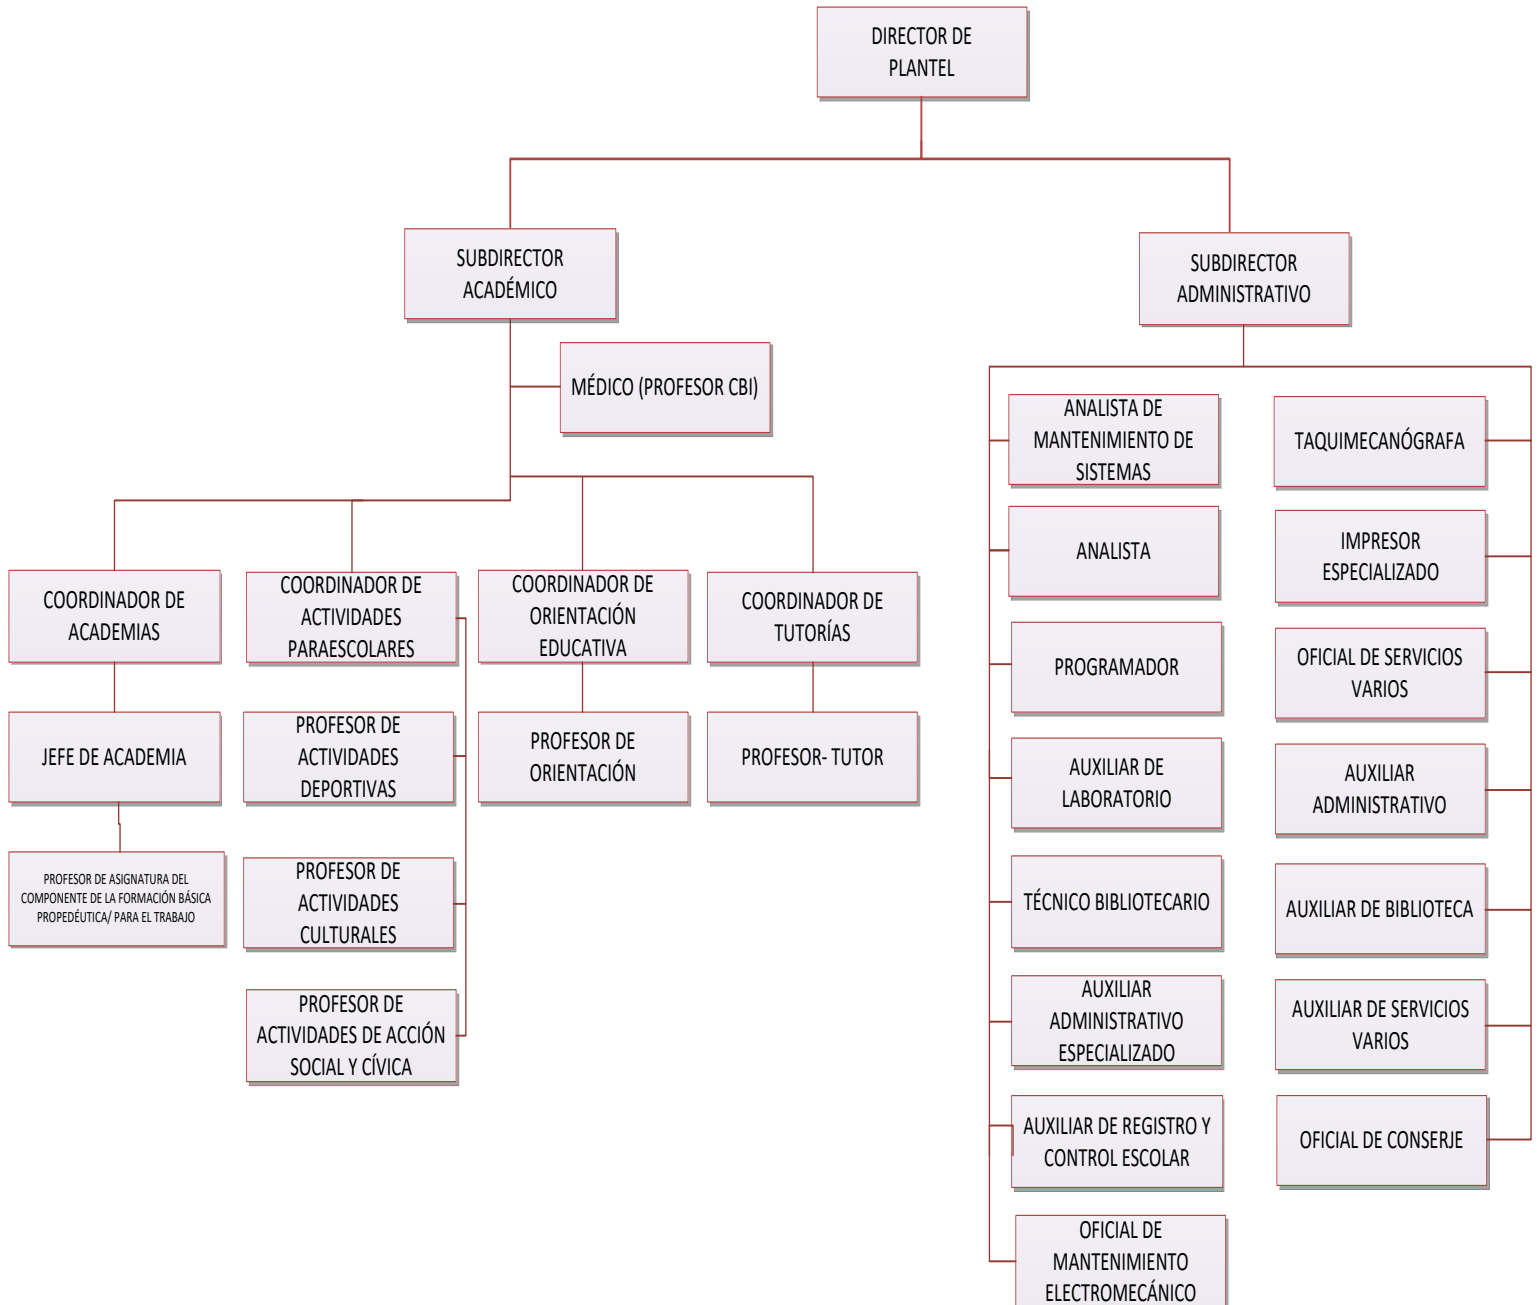 DIRECTOR DE
PLANTEL
SUBDIRECTOR
ACADÉMICO
SUBDIRECTOR
ADMINISTRATIVO
MÉDICO (PROFESOR CBI)
COORDINADOR DE
ACADEMIAS
COORDINADOR DE
ACTIVIDADES
PARAESCOLARES
COORDINADOR DE
ORIENTACIÓN
EDUCATIVA
COORDINADOR DE
TUTORÍAS
JEFE DE ACADEMIA
PROFESOR DE
ACTIVIDADES
DEPORTIVAS
PROFESOR DE
ORIENTACIÓN
PROFESOR- TUTOR
PROFESOR DE ASIGNATURA DEL
COMPONENTE DE LA FORMACIÓN BÁSICA
PROPEDÉUTICA/ PARA EL TRABAJO
PROFESOR DE
ACTIVIDADES
CULTURALES
PROFESOR DE
ACTIVIDADES DE ACCIÓN
SOCIAL Y CÍVICA
ANALISTA DE
MANTENIMIENTO DE
SISTEMAS
TAQUIMECANÓGRAFA
ANALISTA
IMPRESOR
ESPECIALIZADO
PROGRAMADOR
OFICIAL DE SERVICIOS
VARIOS
AUXILIAR DE
LABORATORIO
AUXILIAR
ADMINISTRATIVO
TÉCNICO BIBLIOTECARIO
AUXILIAR DE BIBLIOTECA
AUXILIAR
ADMINISTRATIVO
ESPECIALIZADO
AUXILIAR DE SERVICIOS
VARIOS
AUXILIAR DE REGISTRO Y
CONTROL ESCOLAR
OFICIAL DE CONSERJE
OFICIAL DE
MANTENIMIENTO
ELECTROMECÁNICO